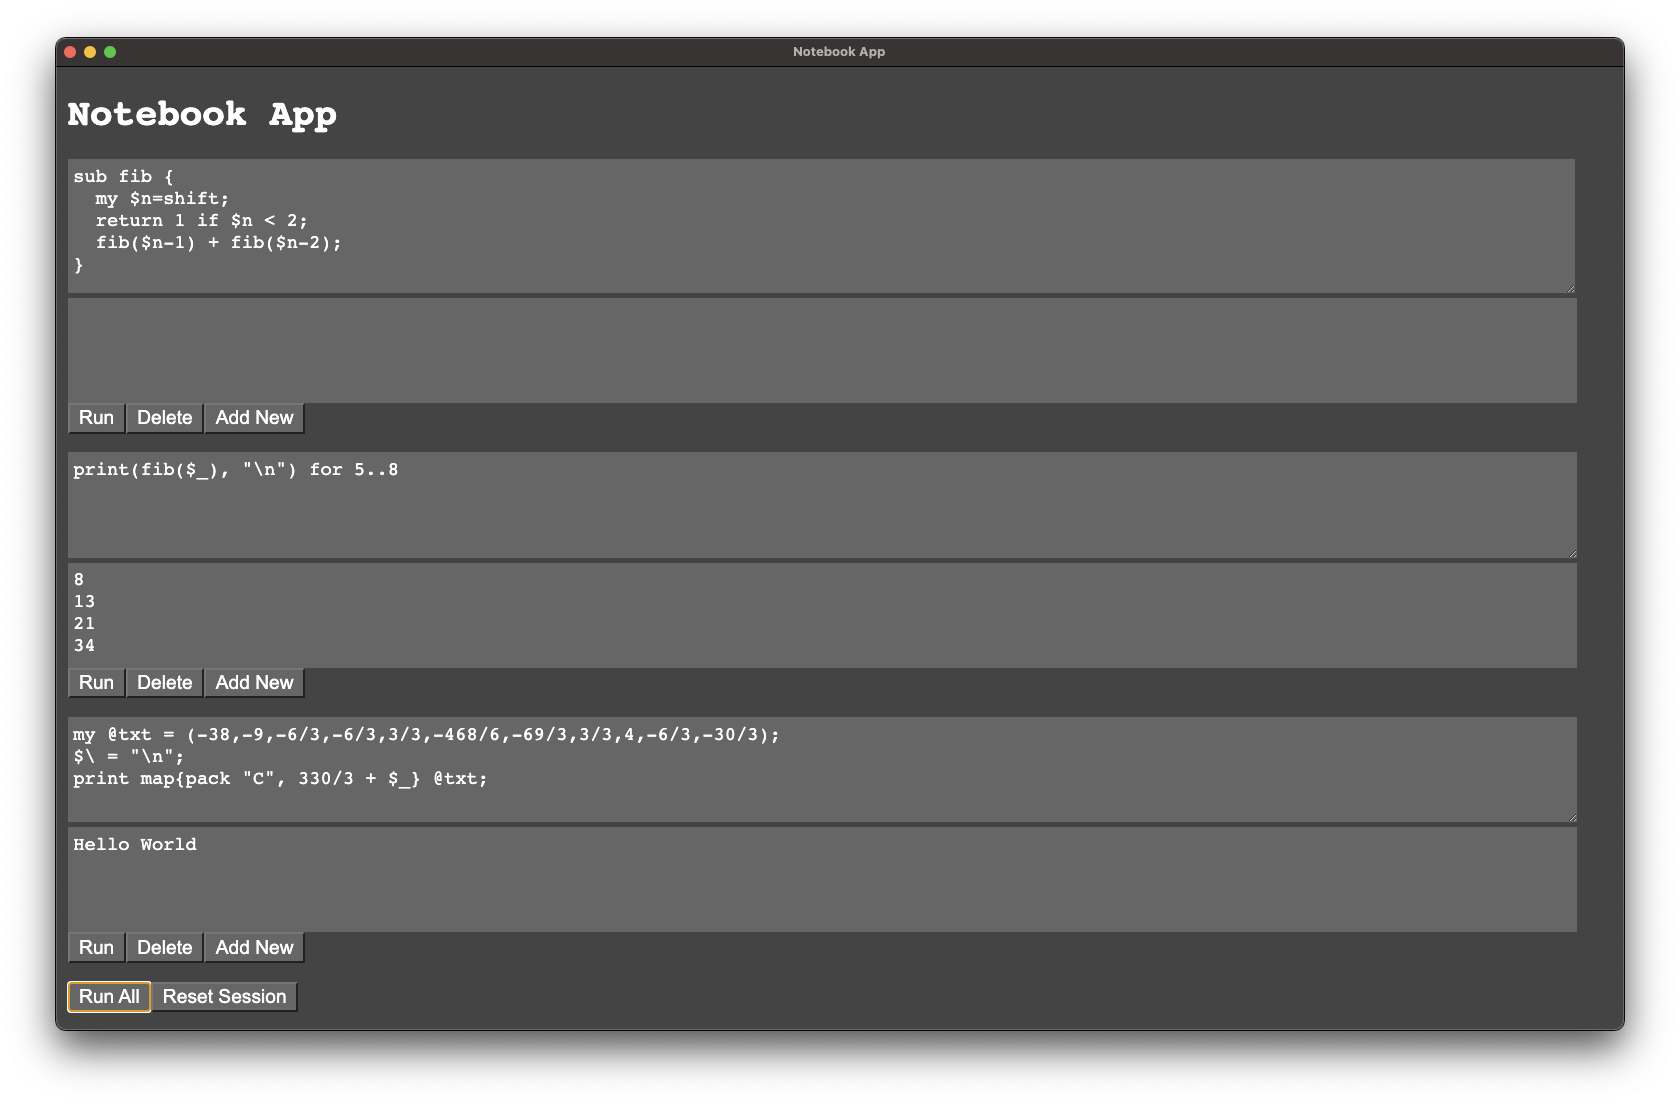 Notebook App
Notebook App
sub fib {
  my $n=shift;
  return 1 if $n < 2;
  fib($n-1) + fib($n-2);
}
Run Delete Add New
print(fib($_), "\n") for 5..8
8
13
21
34
Run Delete Add New
my @txt = (-38,-9,-6/3,-6/3,3/3,-468/6,-69/3,3/3,4,-6/3,-30/3);
$\ = "\n";
print map{pack "C", 330/3 + $_} @txt;
Hello World
Run Delete Add New
Run All Reset Session